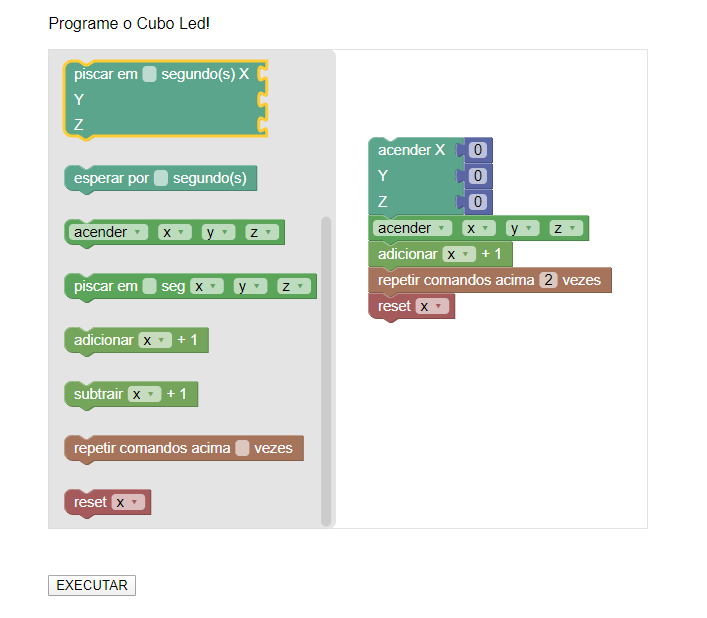 Programe o Cubo Led!
piscar em segundo(s) X
Y
Z
esperar por segundo(s)
acender x y z
piscar em seg x y z
adicionar x + 1
subtrair x + 1
repetir comandos acima vezes
reset x
acender X 0
Y 0
Z 0
acender x y z
adicionar x + 1
repetir comandos acima 2 vezes
reset x
EXECUTAR